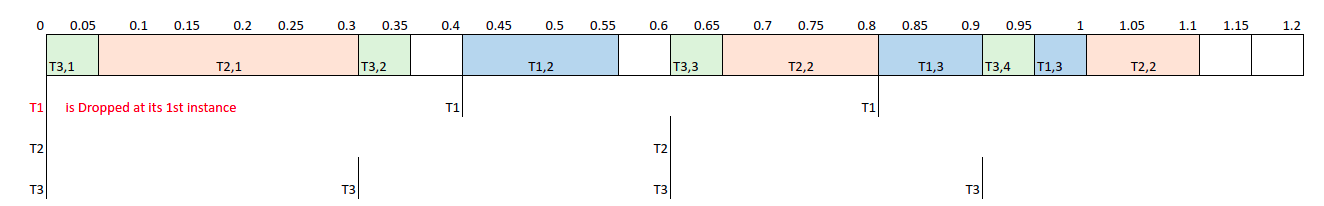 0 0.05 0.1 0.15 0.2 0.25 0.3 0.35 0.4 0.45 0.5 0.55 0.6 0.65 0.7 0.75 0.8 0.85 0.9 0.95 1 1.05 1.1 1.15 1.2
T3,1 T2,1 T3,2 T1,2 T3,3 T2,2 T1,3 T3,4 T1,3 T2,2
T1 is Dropped at its 1st instance T1 T1
T2 T2
T3 T3 T3 T3